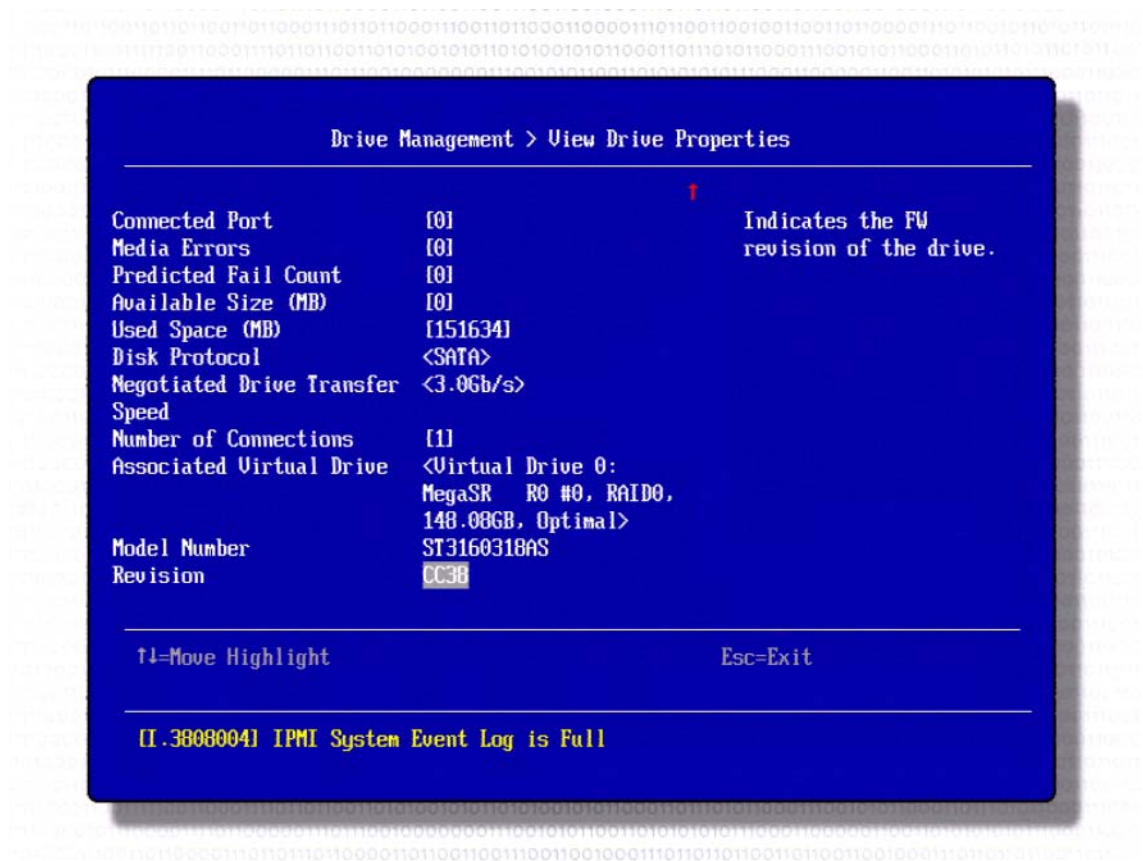 Drive Management > View Drive Properties
↑
Connected Port [0] Indicates the FW
Media Errors [0] revision of the drive.
Predicted Fail Count [0]
Available Size (MB) [0]
Used Space (MB) [151634]
Disk Protocol <SATA>
Negotiated Drive Transfer <3.0Gb/s>
Speed
Number of Connections [1]
Associated Virtual Drive <Virtual Drive 0:
MegaSR R0 #0, RAID0,
148.08GB, Optimal>
Model Number ST3160318AS
Revision CC38
↑↓=Move Highlight Esc=Exit
[I.3808004] IPMI System Event Log is Full